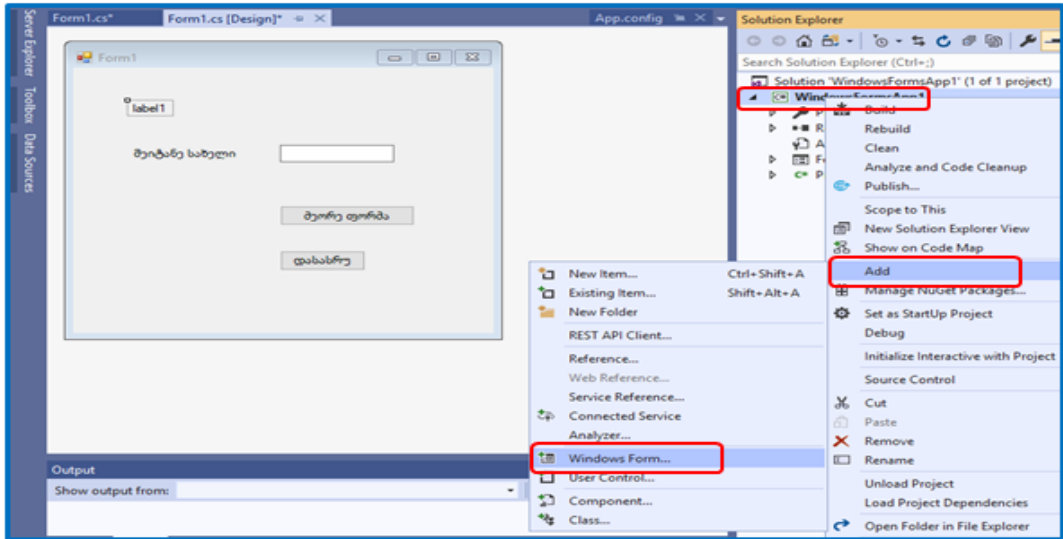 Server Explorer
Toolbox
Data Sources
Form1.cs*
Form1.cs [Design]*
App.config
Form1
label1
შეიტანე სახელი
მეორე ფორმა
დასასრუ
Output
Show output from:
Solution Explorer
Search Solution Explorer (Ctrl+;)
Solution 'WindowsFormsApp1' (1 of 1 project)
WindowsFormsApp1
Build
Rebuild
Clean
Analyze and Code Cleanup
Publish...
Scope to This
New Solution Explorer View
Show on Code Map
Add
Manage NuGet Packages...
Set as StartUp Project
Debug
Initialize Interactive with Project
Source Control
Cut
Paste
Remove
Rename
Unload Project
Load Project Dependencies
Open Folder in File Explorer
New Item... Ctrl+Shift+A
Existing Item... Shift+Alt+A
New Folder
REST API Client...
Reference...
Web Reference...
Service Reference...
Connected Service
Analyzer...
Windows Form...
User Control...
Component...
Class...